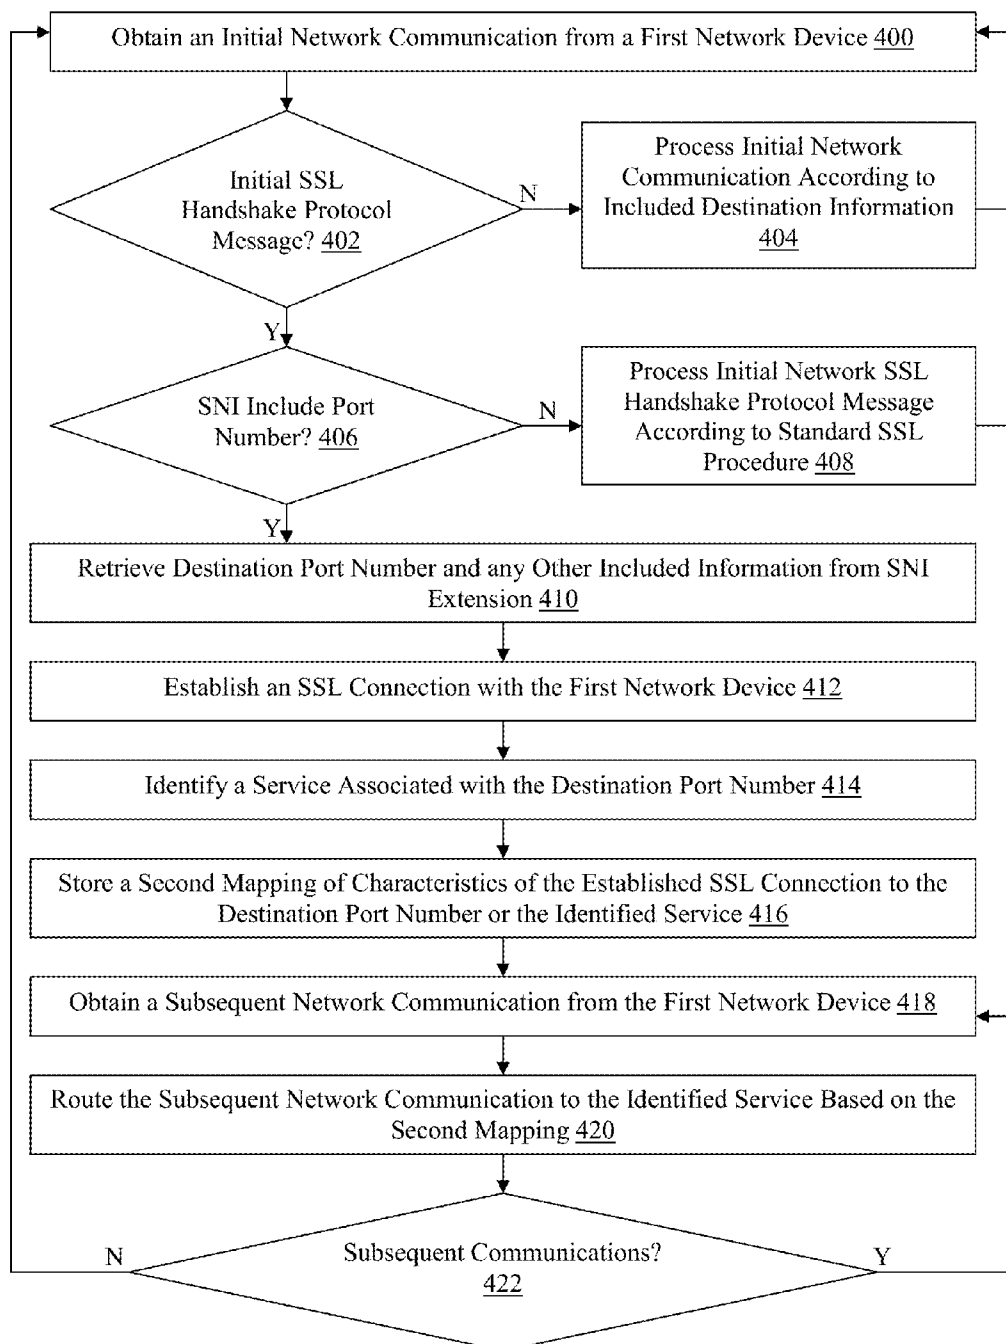 Obtain an Initial Network Communication from a First Network Device 400
Initial SSL
Handshake Protocol
Message? 402
N
Process Initial Network
Communication According to
Included Destination Information
404
Y
SNI Include Port
Number? 406
N
Process Initial Network SSL
Handshake Protocol Message
According to Standard SSL
Procedure 408
Y
Retrieve Destination Port Number and any Other Included Information from SNI
Extension 410
Establish an SSL Connection with the First Network Device 412
Identify a Service Associated with the Destination Port Number 414
Store a Second Mapping of Characteristics of the Established SSL Connection to the
Destination Port Number or the Identified Service 416
Obtain a Subsequent Network Communication from the First Network Device 418
Route the Subsequent Network Communication to the Identified Service Based on the
Second Mapping 420
N
Subsequent Communications?
422
Y